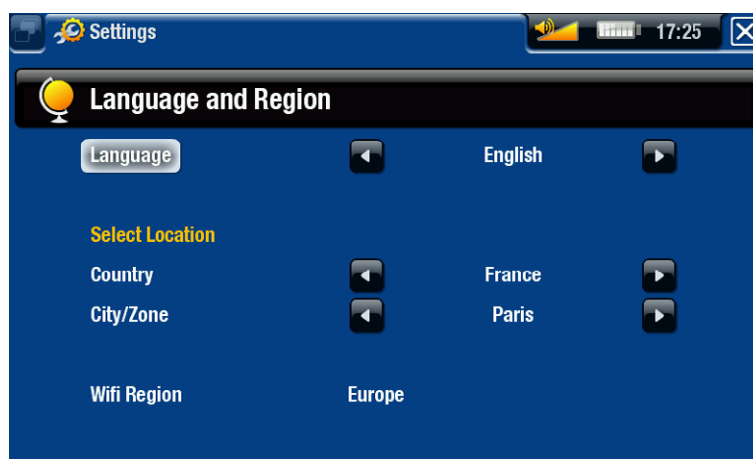 Settings 17:25
Language and Region
Language English
Select Location
Country France
City/Zone Paris
Wifi Region Europe